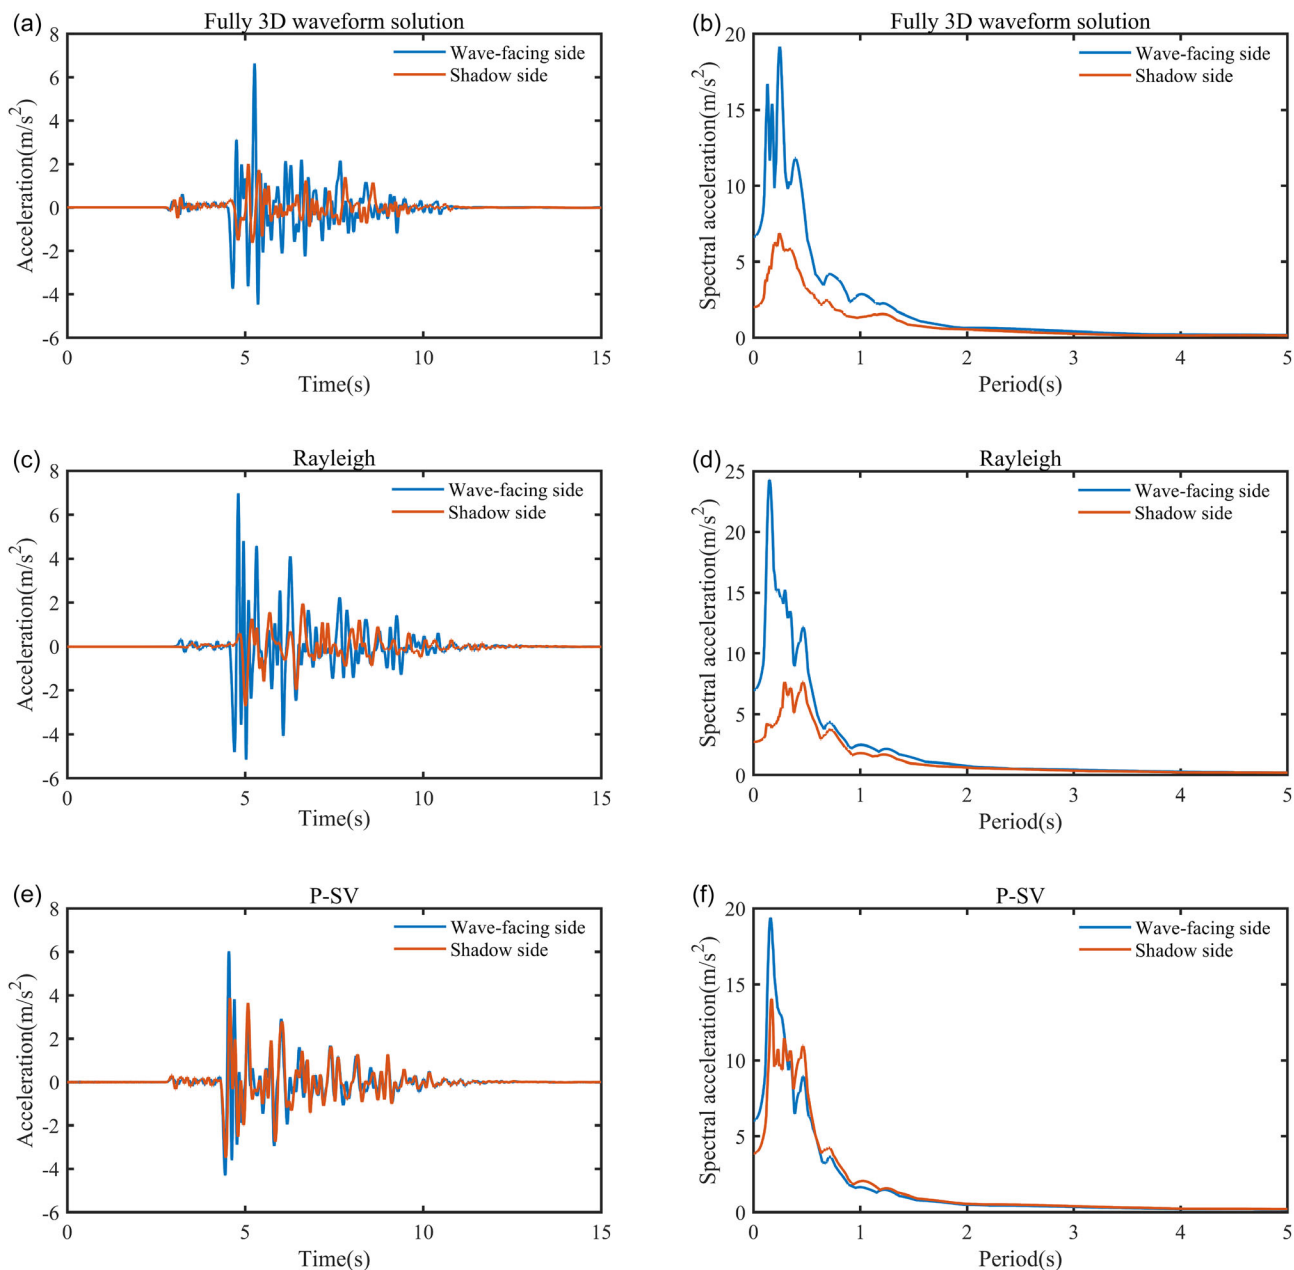 (a)
Fully 3D waveform solution
8
6
4
2
0
-2
-4
-6
Acceleration(m/s²)
Wave-facing side
Shadow side
0 5 10 15
Time(s)
(b)
Fully 3D waveform solution
20
15
10
5
0
Spectral acceleration(m/s²)
Wave-facing side
Shadow side
0 1 2 3 4 5
Period(s)
(c)
Rayleigh
8
6
4
2
0
-2
-4
-6
Acceleration(m/s²)
Wave-facing side
Shadow side
0 5 10 15
Time(s)
(d)
Rayleigh
25
20
15
10
5
0
Spectral acceleration(m/s²)
Wave-facing side
Shadow side
0 1 2 3 4 5
Period(s)
(e)
P-SV
8
6
4
2
0
-2
-4
-6
Acceleration(m/s²)
Wave-facing side
Shadow side
0 5 10 15
Time(s)
(f)
P-SV
20
15
10
5
0
Spectral acceleration(m/s²)
Wave-facing side
Shadow side
0 1 2 3 4 5
Period(s)